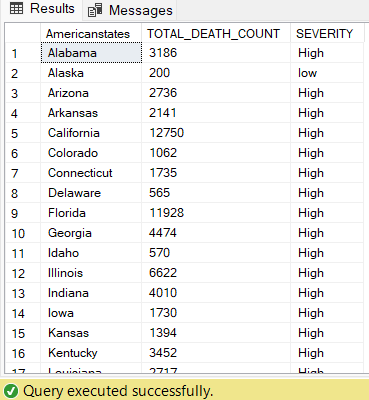 Results Messages
Americanstates TOTAL_DEATH_COUNT SEVERITY
1 Alabama 3186 High
2 Alaska 200 low
3 Arizona 2736 High
4 Arkansas 2141 High
5 California 12750 High
6 Colorado 1062 High
7 Connecticut 1735 High
8 Delaware 565 High
9 Florida 11928 High
10 Georgia 4474 High
11 Idaho 570 High
12 Illinois 6622 High
13 Indiana 4010 High
14 Iowa 1730 High
15 Kansas 1394 High
16 Kentucky 3452 High
17 Louisiana 2717 High
Query executed successfully.